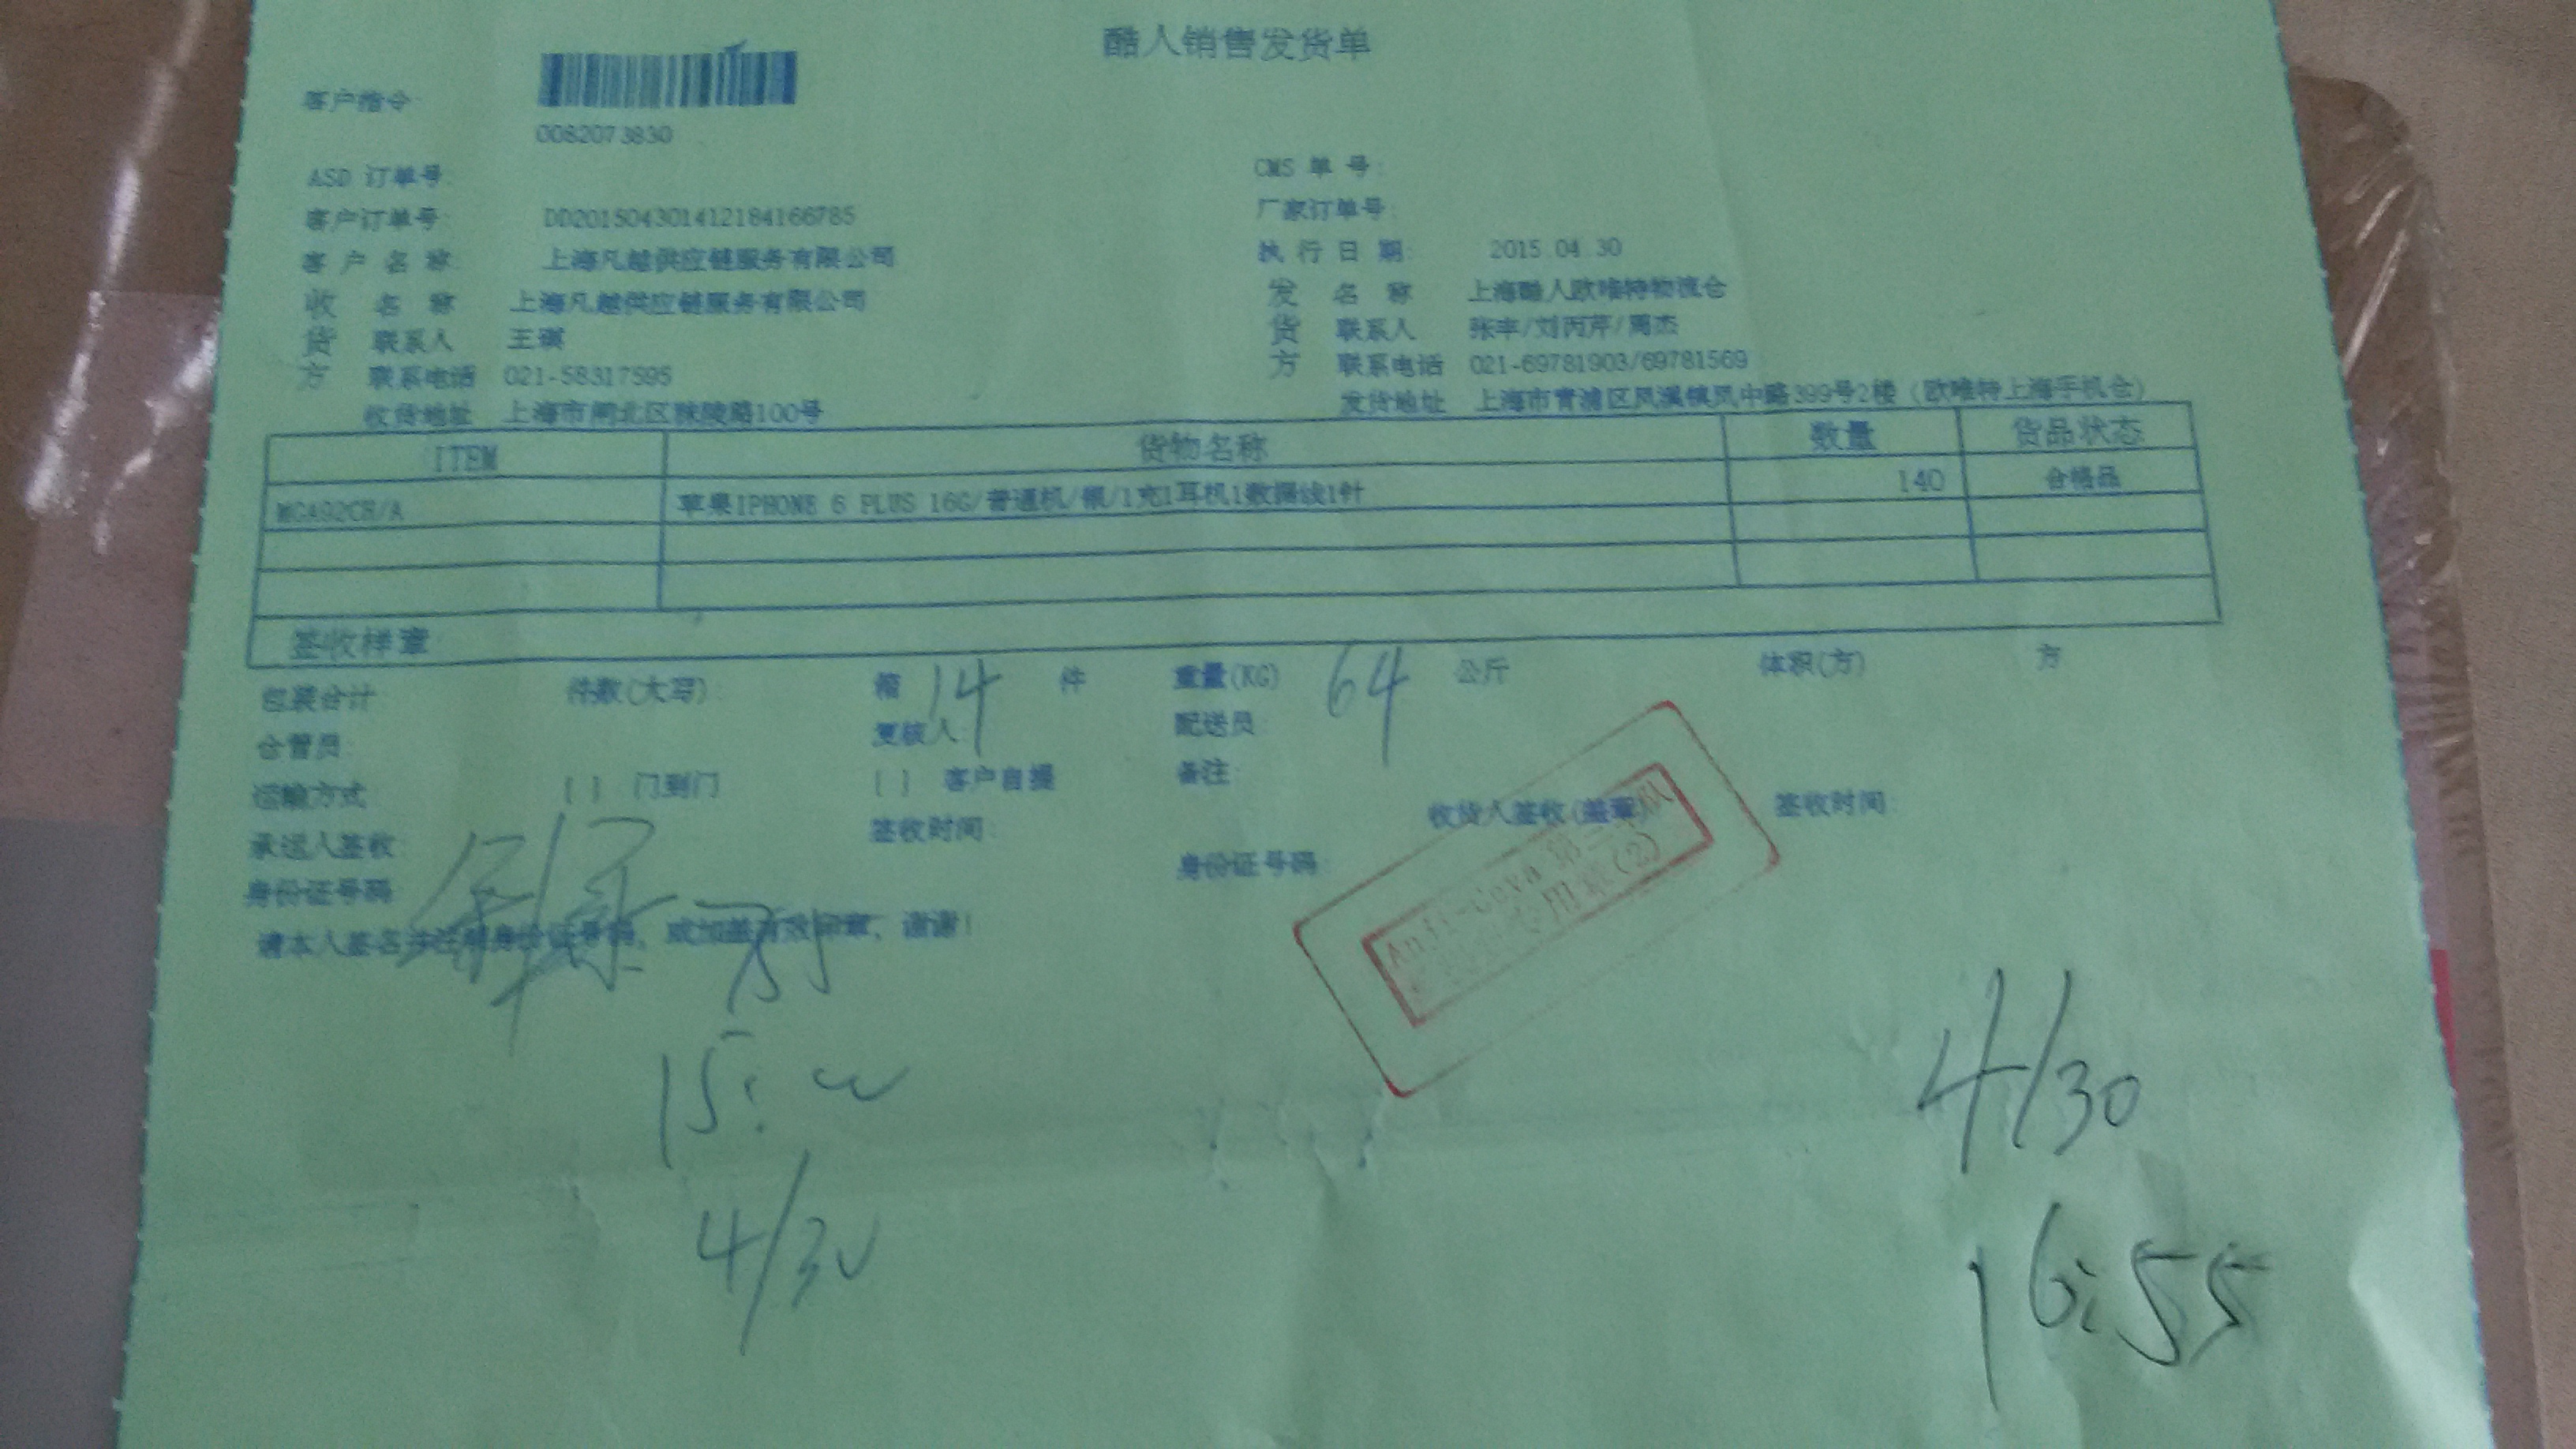 酷人销售发货单
客户指令:
0082073830
ASD 订单号:
CMS 单 号:
客户订单号: DD201504301412184166785
厂家订单号:
客 户 名 称: 上海凡越供应链服务有限公司
执 行 日 期: 2015.04.30
收货方
名 称 上海凡越供应链服务有限公司
联系人 王祺
联系电话 021-58317595
收货地址 上海市闸北区秣陵路100号
发货方
名 称 上海酷人欧唯特物流仓
联系人 张丰/刘丙芹/周杰
联系电话 021-69781903/69781569
发货地址 上海市青浦区凤溪镇凤中路399号2楼（欧唯特上海手机仓）
ITEM 货物名称 数量 货品状态
MGA92CH/A 苹果IPHONE 6 PLUS 16G/普通机/银/1充1耳机1数据线1针 140 合格品
签收样章:
包装合计 件数(大写) 箱 14 件 重量(KG) 64 公斤 体积(方) 方
仓管员: 复核人: 配送员:
运输方式 [ ] 门到门 [ ] 客户自提 备注:
承运人签收: 签收时间: 收货人签收(盖章) 签收时间:
身份证号码 身份证号码:
请本人签名并注明身份证号码，或加盖有效印章，谢谢！
Anji-Ceva
用章(2)
4/30
4/30
16:55